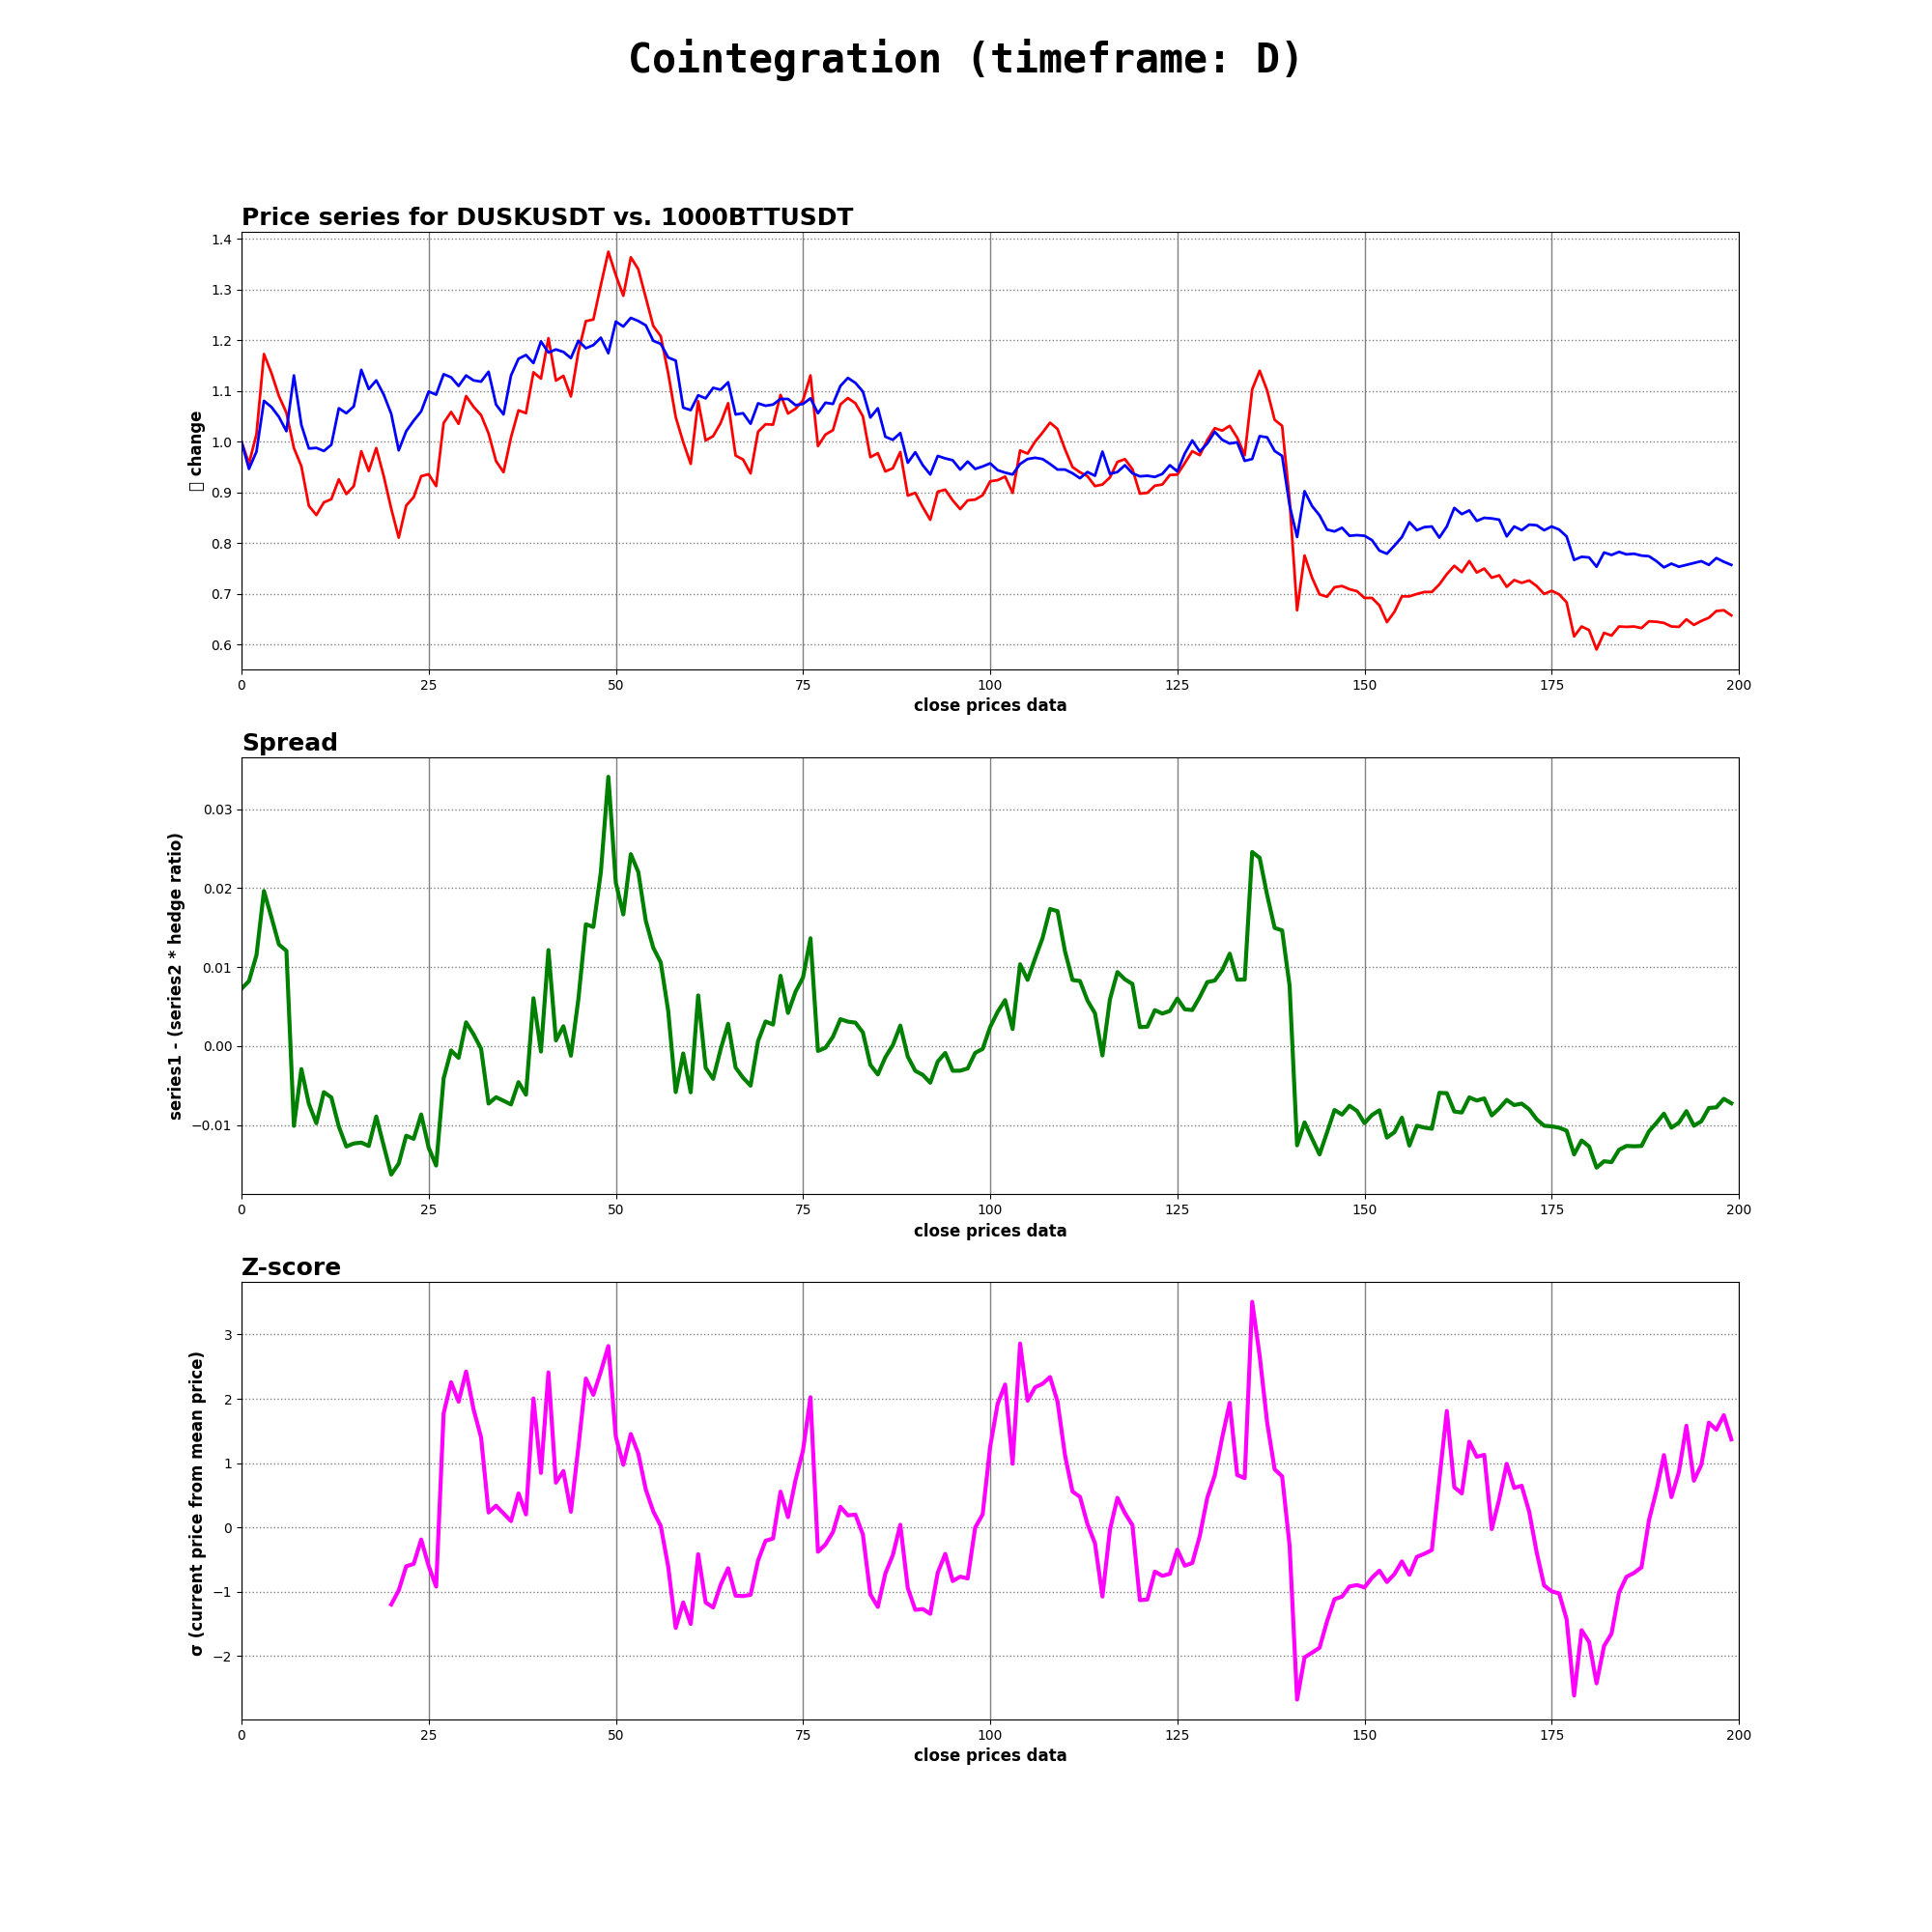 Cointegration (timeframe: D)
Price series for DUSKUSDT vs. 1000BTTUSDT
change
1.4
1.3
1.2
1.1
1.0
0.9
0.8
0.7
0.6
0 25 50 75 100 125 150 175 200
close prices data
Spread
series1 - (series2 * hedge ratio)
0.03
0.02
0.01
0.00
−0.01
0 25 50 75 100 125 150 175 200
close prices data
Z-score
σ (current price from mean price)
3
2
1
0
−1
−2
0 25 50 75 100 125 150 175 200
close prices data